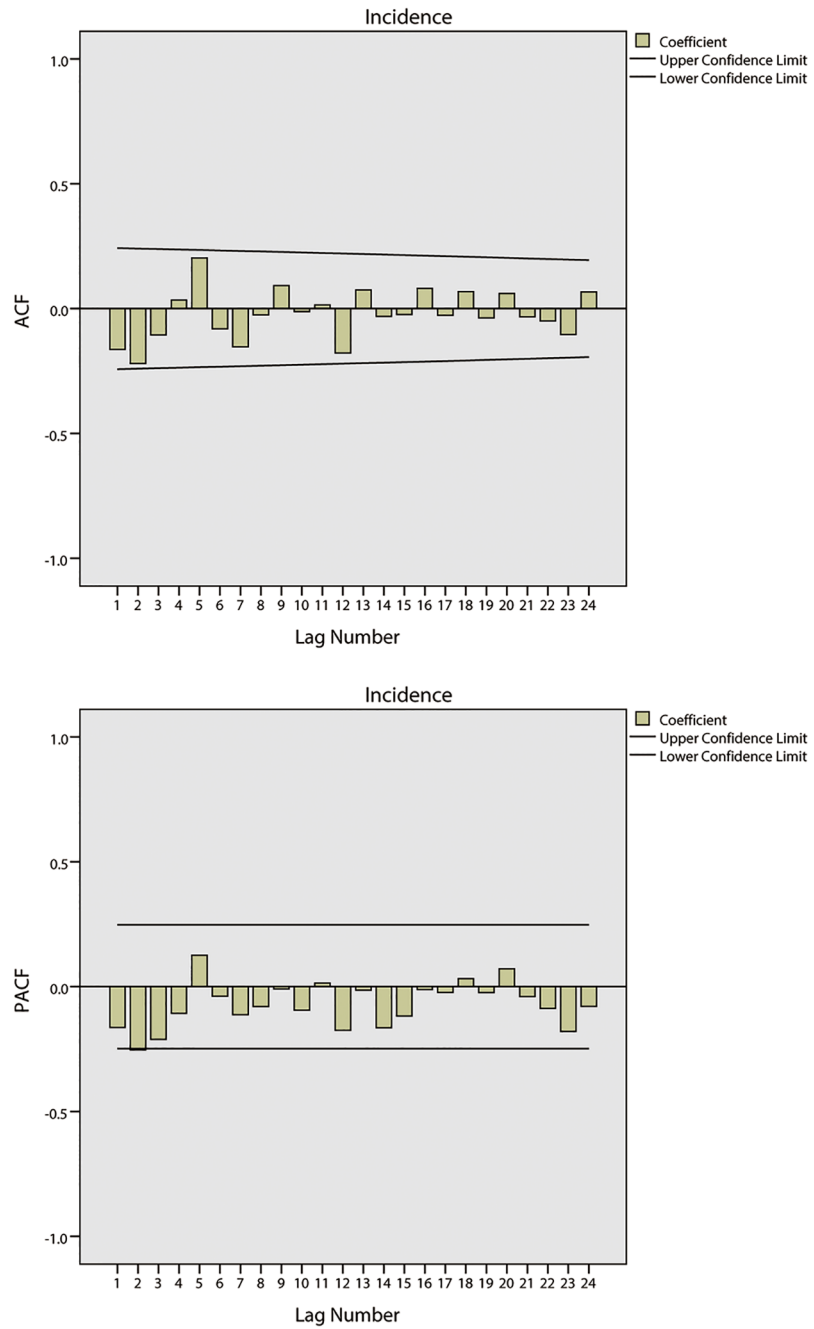 Incidence
Coefficient
Upper Confidence Limit
Lower Confidence Limit
1.0
0.5
0.0
-0.5
-1.0
ACF
1 2 3 4 5 6 7 8 9 10 11 12 13 14 15 16 17 18 19 20 21 22 23 24
Lag Number
Incidence
Coefficient
Upper Confidence Limit
Lower Confidence Limit
1.0
0.5
0.0
-0.5
-1.0
PACF
1 2 3 4 5 6 7 8 9 10 11 12 13 14 15 16 17 18 19 20 21 22 23 24
Lag Number